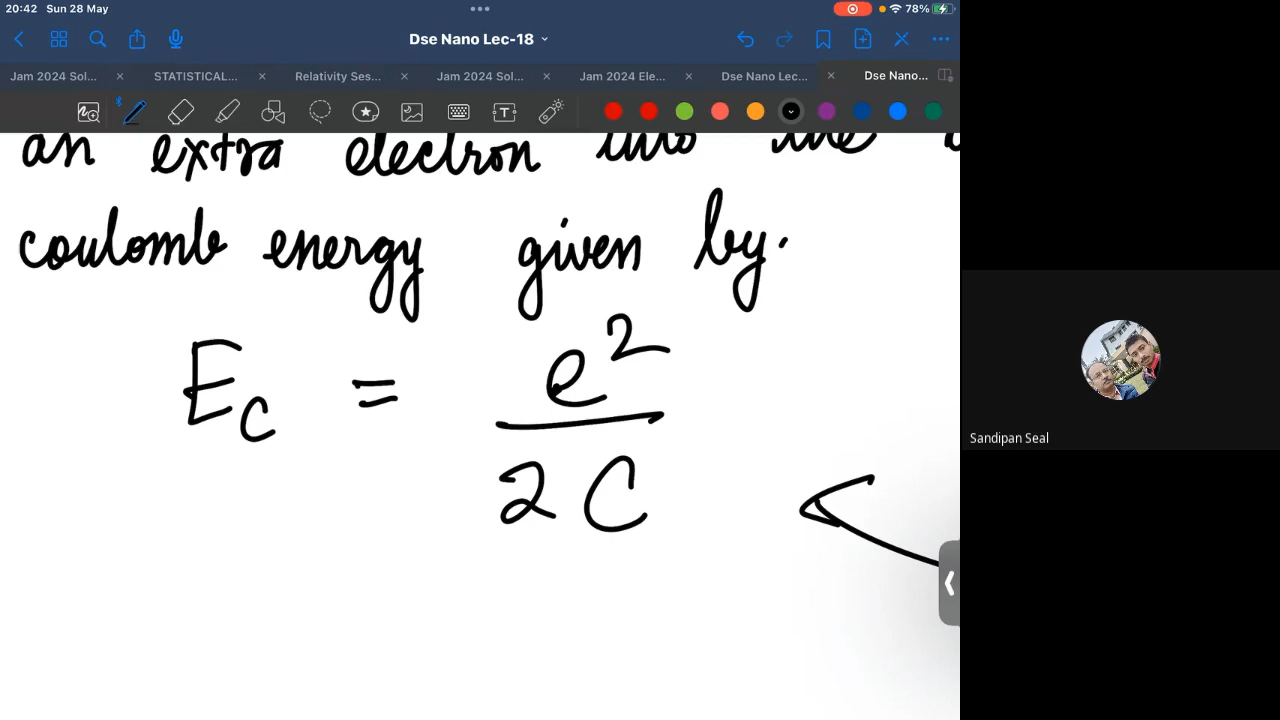 20:42 Sun 28 May
78%
Dse Nano Lec-18
Jam 2024 Sol...
STATISTICAL...
Relativity Ses...
Jam 2024 Sol...
Jam 2024 Ele...
Dse Nano Lec...
Dse Nano...
an extra electron into the
coulomb energy given by.
E_C = e^2 / 2C
Sandipan Seal